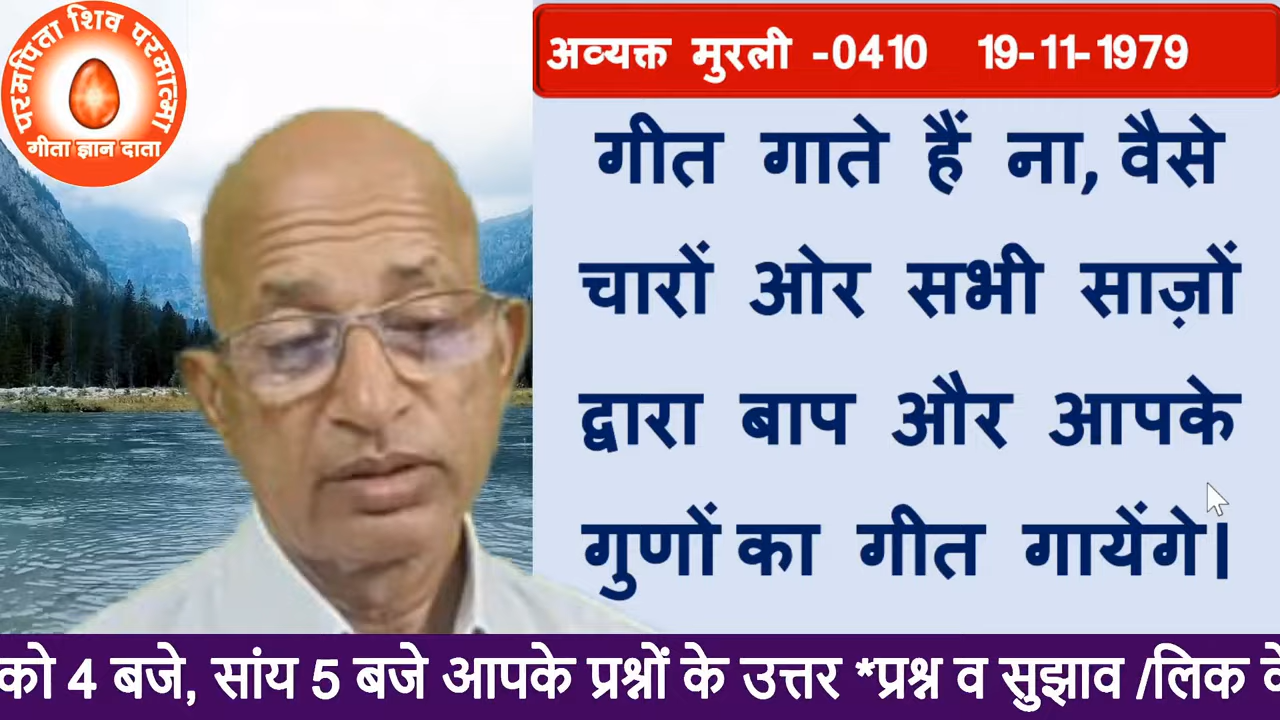 परमपिता शिव परमात्मा
गीता ज्ञान दाता
अव्यक्त मुरली -0410 19-11-1979
गीत गाते हैं ना, वैसे
चारों ओर सभी साज़ों
द्वारा बाप और आपके
गुणों का गीत गायेंगे।
को 4 बजे, सांय 5 बजे आपके प्रश्नों के उत्तर *प्रश्न व सुझाव /लिक